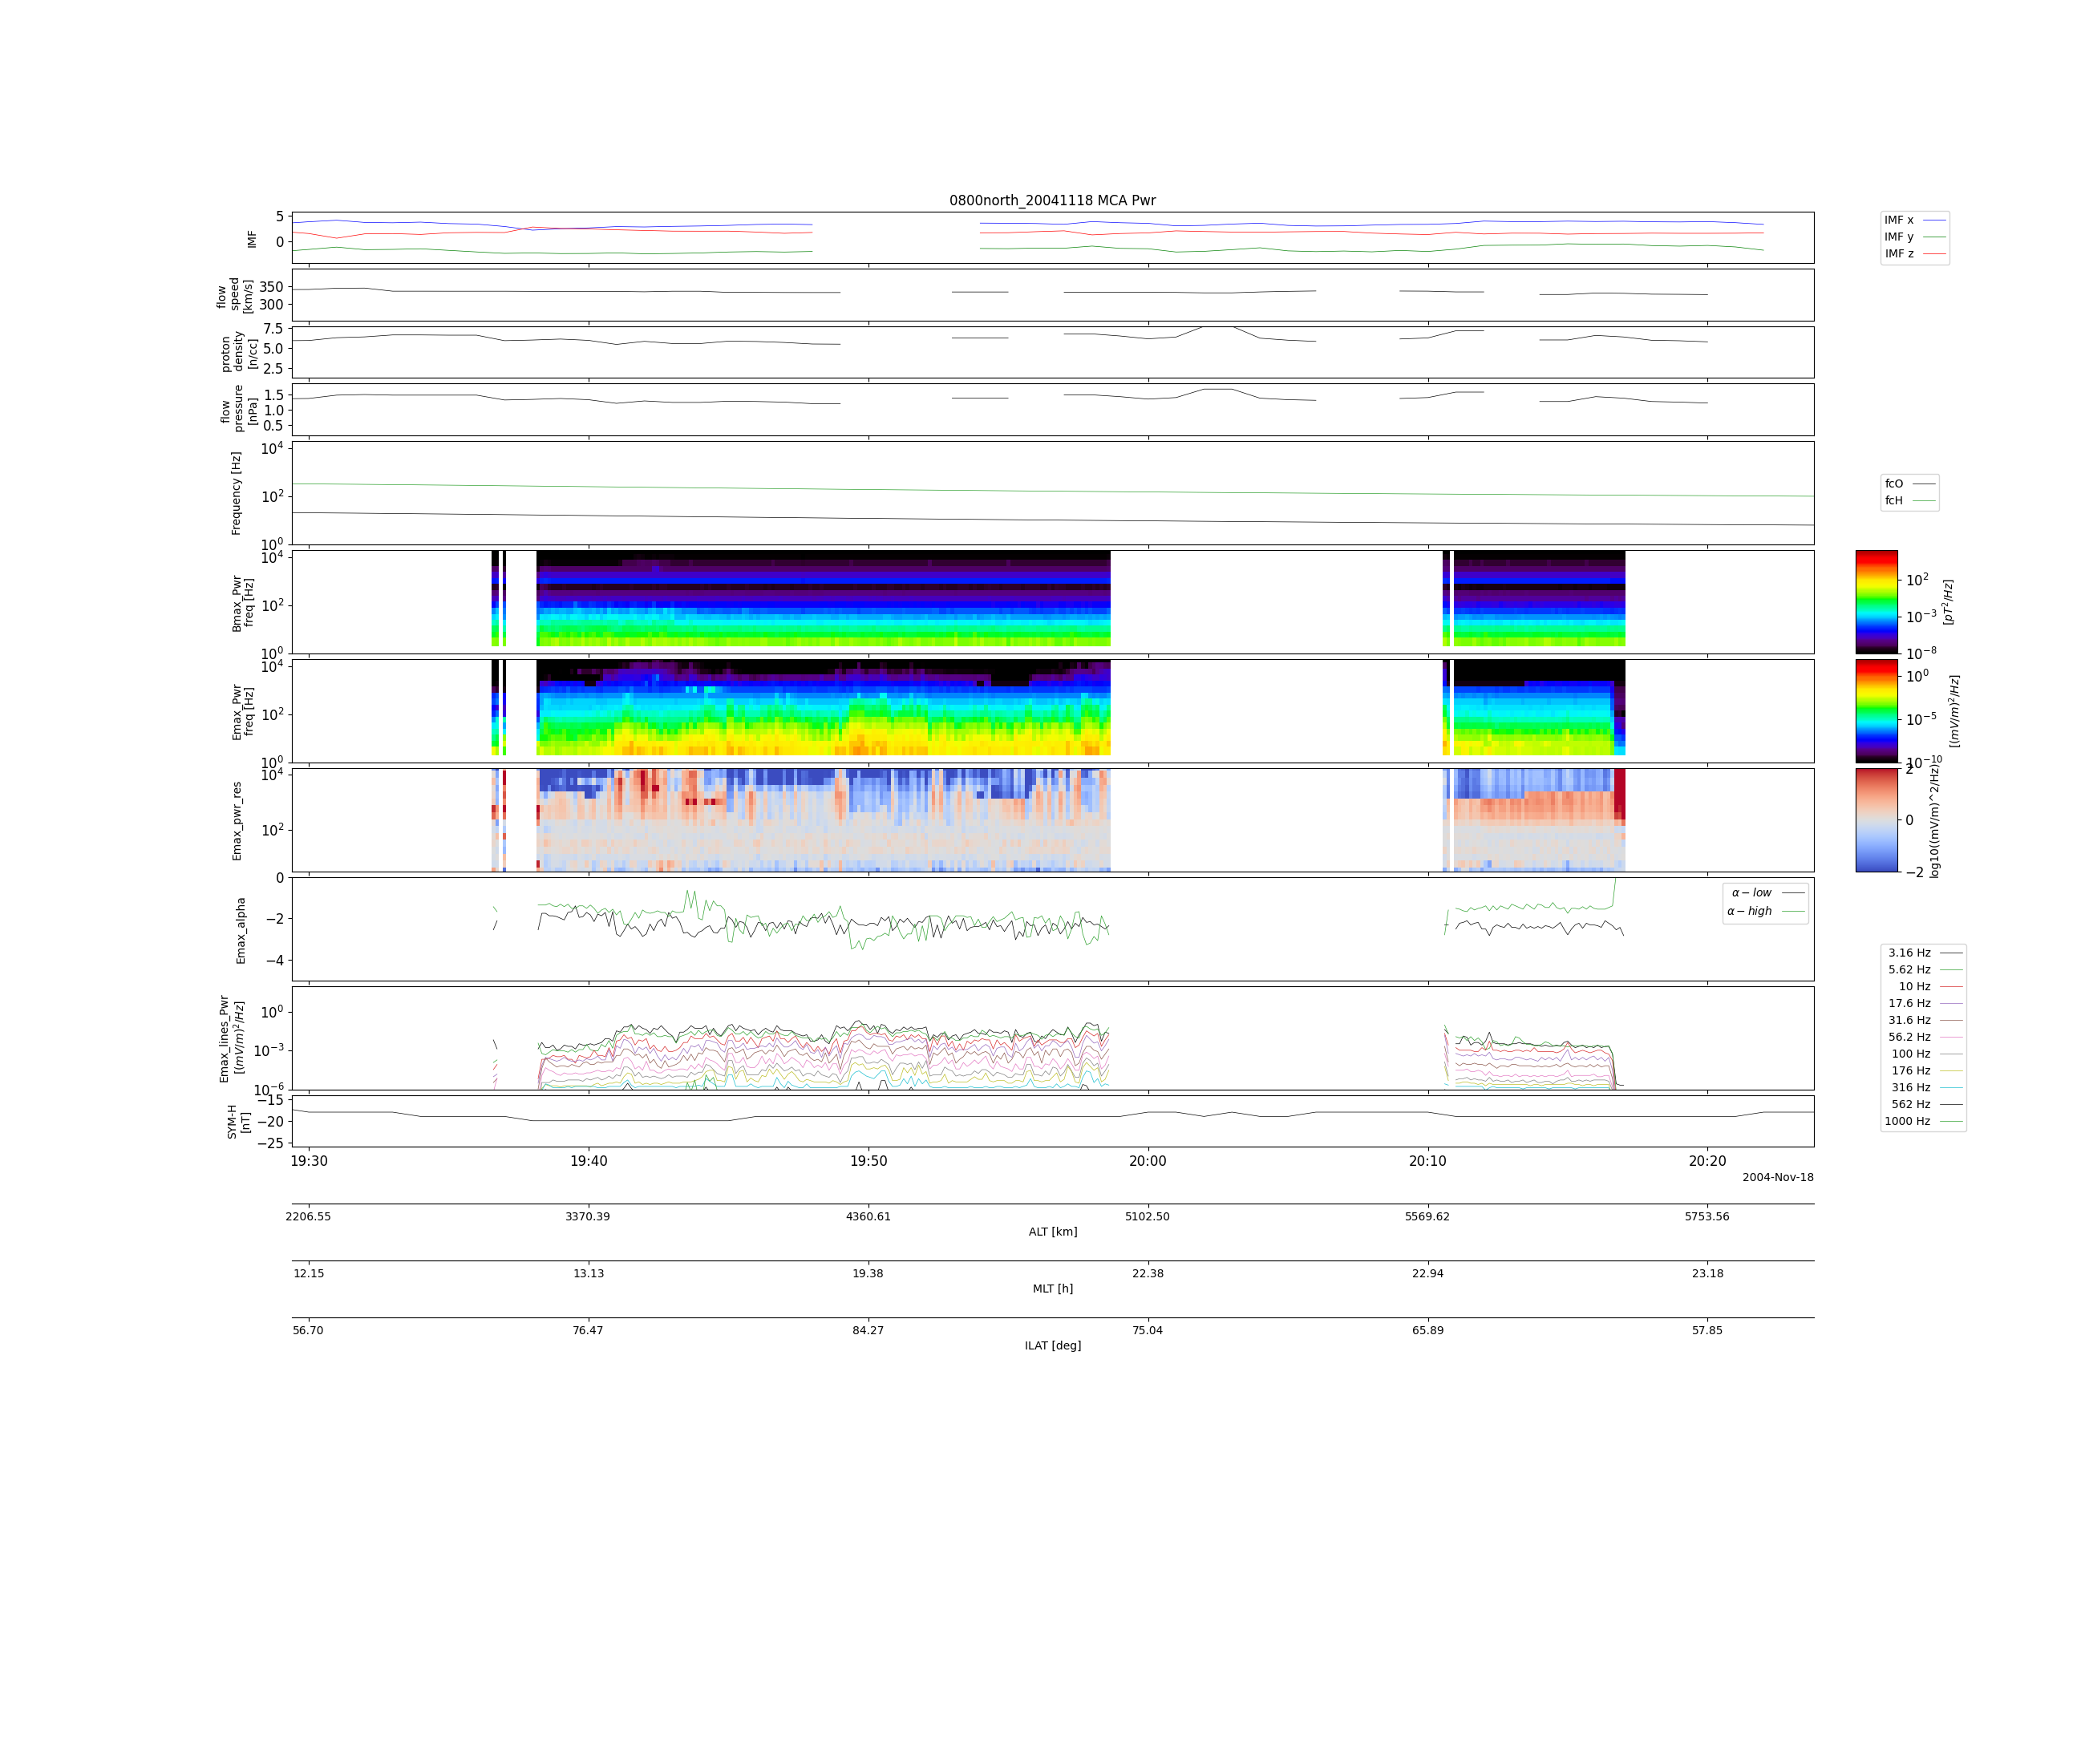 0800north_20041118 MCA Pwr
5
0
IMF
IMF x
IMF y
IMF z
350
300
flow
speed
[km/s]
7.5
5.0
2.5
proton
density
[n/cc]
1.5
1.0
0.5
flow
pressure
[nPa]
10^4
10^2
10^0
Frequency [Hz]
fcO
fcH
10^4
10^2
10^0
Bmax_Pwr
freq [Hz]
10^2
10^-3
10^-8
[pT^2/Hz]
10^4
10^2
10^0
Emax_Pwr
freq [Hz]
10^0
10^-5
10^-10
[(mV/m)^2/Hz]
10^4
10^2
Emax_pwr_res
2
0
−2
log10((mV/m)^2/Hz)
0
−2
−4
Emax_alpha
α − low
α − high
10^0
10^-3
10^-6
Emax_lines_Pwr
[(mV/m)^2/Hz]
3.16 Hz
5.62 Hz
10 Hz
17.6 Hz
31.6 Hz
56.2 Hz
100 Hz
176 Hz
316 Hz
562 Hz
1000 Hz
−15
−20
−25
SYM-H
[nT]
19:30 19:40 19:50 20:00 20:10 20:20
2004-Nov-18
2206.55 3370.39 4360.61 5102.50 5569.62 5753.56
ALT [km]
12.15 13.13 19.38 22.38 22.94 23.18
MLT [h]
56.70 76.47 84.27 75.04 65.89 57.85
ILAT [deg]